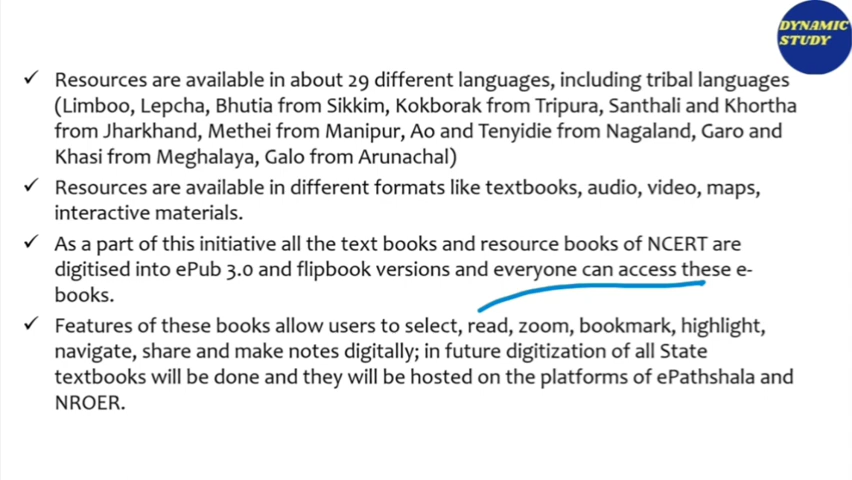 DYNAMIC
STUDY
✓ Resources are available in about 29 different languages, including tribal languages
(Limboo, Lepcha, Bhutia from Sikkim, Kokborak from Tripura, Santhali and Khortha
from Jharkhand, Methei from Manipur, Ao and Tenyidie from Nagaland, Garo and
Khasi from Meghalaya, Galo from Arunachal)
✓ Resources are available in different formats like textbooks, audio, video, maps,
interactive materials.
✓ As a part of this initiative all the text books and resource books of NCERT are
digitised into ePub 3.0 and flipbook versions and everyone can access these e-
books.
✓ Features of these books allow users to select, read, zoom, bookmark, highlight,
navigate, share and make notes digitally; in future digitization of all State
textbooks will be done and they will be hosted on the platforms of ePathshala and
NROER.